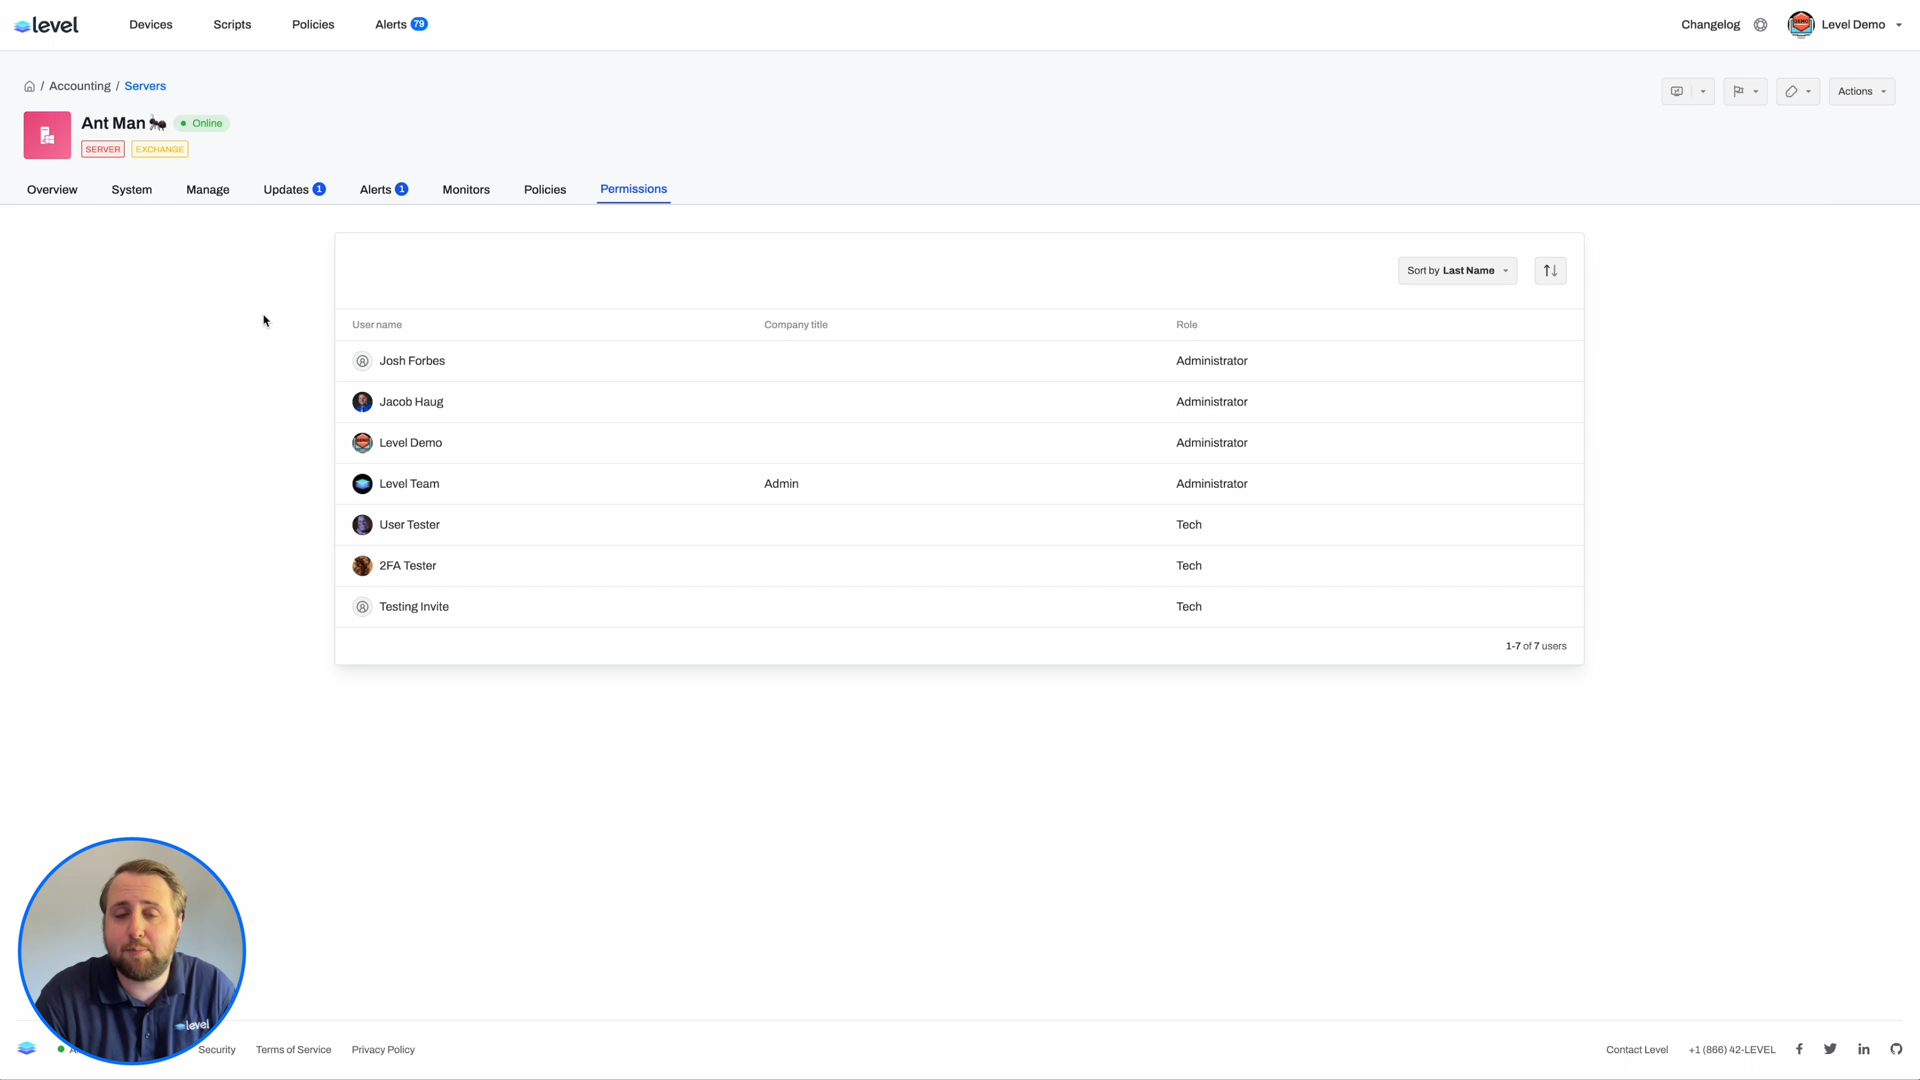 level
Devices
Scripts
Policies
Alerts 79
Changelog
Level Demo
/ Accounting / Servers
Actions
Ant Man
Online
SERVER
EXCHANGE
Overview
System
Manage
Updates 1
Alerts 1
Monitors
Policies
Permissions
Sort by Last Name
User name Company title Role
Josh Forbes Administrator
Jacob Haug Administrator
Level Demo Administrator
Level Team Admin Administrator
User Tester Tech
2FA Tester Tech
Testing Invite Tech
1-7 of 7 users
level
Security
Terms of Service
Privacy Policy
Contact Level
+1 (866) 42-LEVEL